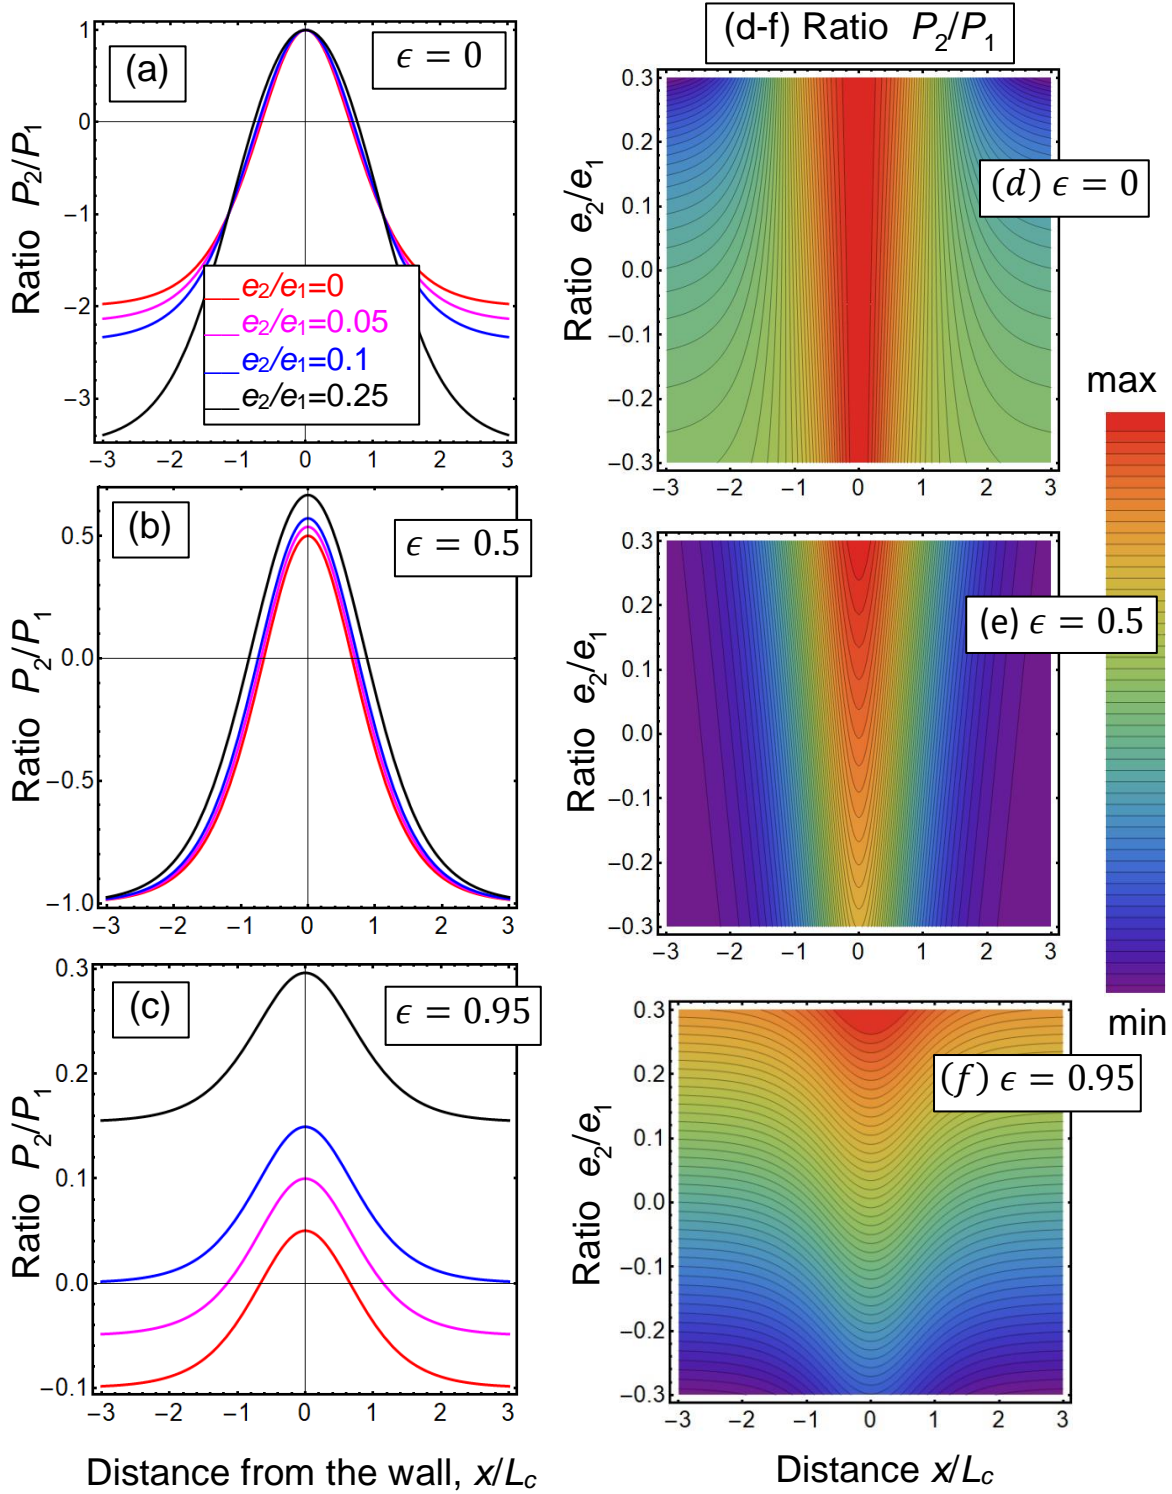 (a)
ϵ = 0
Ratio P2/P1
1
0
−1
−2
−3
__e2/e1=0
__e2/e1=0.05
__e2/e1=0.1
__e2/e1=0.25
−3 −2 −1 0 1 2 3
(b)
ϵ = 0.5
Ratio P2/P1
0.5
0.0
−0.5
−1.0
−3 −2 −1 0 1 2 3
(c)
ϵ = 0.95
Ratio P2/P1
0.3
0.2
0.1
0.0
−0.1
−3 −2 −1 0 1 2 3
Distance from the wall, x/Lc
(d-f) Ratio P2/P1
(d) ϵ = 0
Ratio e2/e1
0.3
0.2
0.1
0.0
−0.1
−0.2
−0.3
−3 −2 −1 0 1 2 3
(e) ϵ = 0.5
Ratio e2/e1
0.3
0.2
0.1
0.0
−0.1
−0.2
−0.3
−3 −2 −1 0 1 2 3
(f) ϵ = 0.95
Ratio e2/e1
0.3
0.2
0.1
0.0
−0.1
−0.2
−0.3
−3 −2 −1 0 1 2 3
Distance x/Lc
max
min